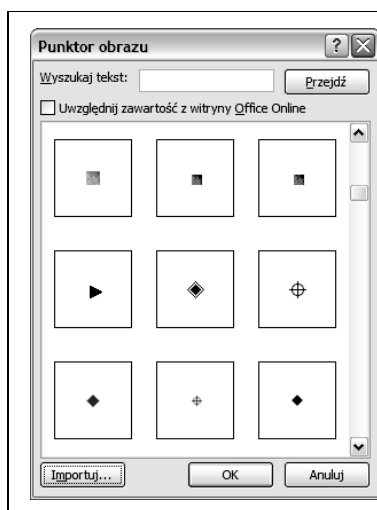 Punktor obrazu
Wyszukaj tekst:
Przejdź
Uwzględnij zawartość z witryny Office Online
Importuj...
OK
Anuluj